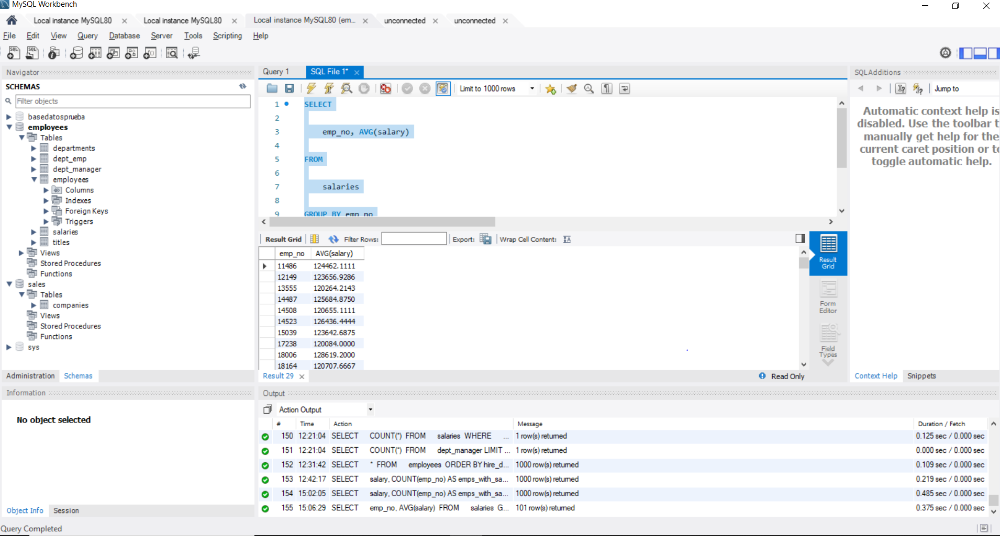 MySQL Workbench
Local instance MySQL80 Local instance MySQL80 Local instance MySQL80 (em... unconnected unconnected
File Edit View Query Database Server Tools Scripting Help
Navigator
SCHEMAS
Filter objects
basedatosprueba
employees
Tables
departments
dept_emp
dept_manager
employees
Columns
Indexes
Foreign Keys
Triggers
salaries
titles
Views
Stored Procedures
Functions
sales
Tables
companies
Views
Stored Procedures
Functions
sys
Administration Schemas
Information
No object selected
Object Info Session
Query Completed
Query 1 SQL File 1*
Limit to 1000 rows
1 SELECT
2
3 emp_no, AVG(salary)
4
5 FROM
6
7 salaries
8
9 GROUP BY emp_no
Result Grid Filter Rows: Export: Wrap Cell Content:
emp_no AVG(salary)
11486 124462.1111
12149 123656.9286
13555 120264.2143
14487 125684.8750
14508 120655.1111
14523 126436.4444
15039 123642.6875
17238 120084.0000
18006 128619.2000
18164 120707.6667
Result
Grid
Form
Editor
Field
Types
Result 29 Read Only
SQLAdditions
Jump to
Automatic context help is
disabled. Use the toolbar t
manually get help for the
current caret position or to
toggle automatic help.
Context Help Snippets
Output
Action Output
# Time Action Message Duration / Fetch
150 12:21:04 SELECT COUNT(*) FROM salaries WHERE ... 1 row(s) returned 0.125 sec / 0.000 sec
151 12:21:04 SELECT COUNT(*) FROM dept_manager LIMIT ... 1 row(s) returned 0.000 sec / 0.000 sec
152 12:31:42 SELECT * FROM employees ORDER BY hire_d... 1000 row(s) returned 0.109 sec / 0.000 sec
153 12:42:17 SELECT salary, COUNT(emp_no) AS emps_with_sa... 1000 row(s) returned 0.219 sec / 0.000 sec
154 15:02:05 SELECT salary, COUNT(emp_no) AS emps_with_sa... 1000 row(s) returned 0.485 sec / 0.000 sec
155 15:06:29 SELECT emp_no, AVG(salary) FROM salaries G... 101 row(s) returned 0.375 sec / 0.000 sec